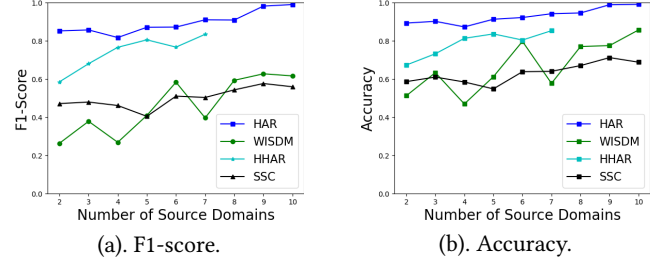 1.0
0.8
0.6
0.4
0.2
0.0
F1-Score
2 3 4 5 6 7 8 9 10
Number of Source Domains
HAR
WISDM
HHAR
SSC
(a). F1-score.
1.0
0.8
0.6
0.4
0.2
0.0
Accuracy
2 3 4 5 6 7 8 9 10
Number of Source Domains
HAR
WISDM
HHAR
SSC
(b). Accuracy.